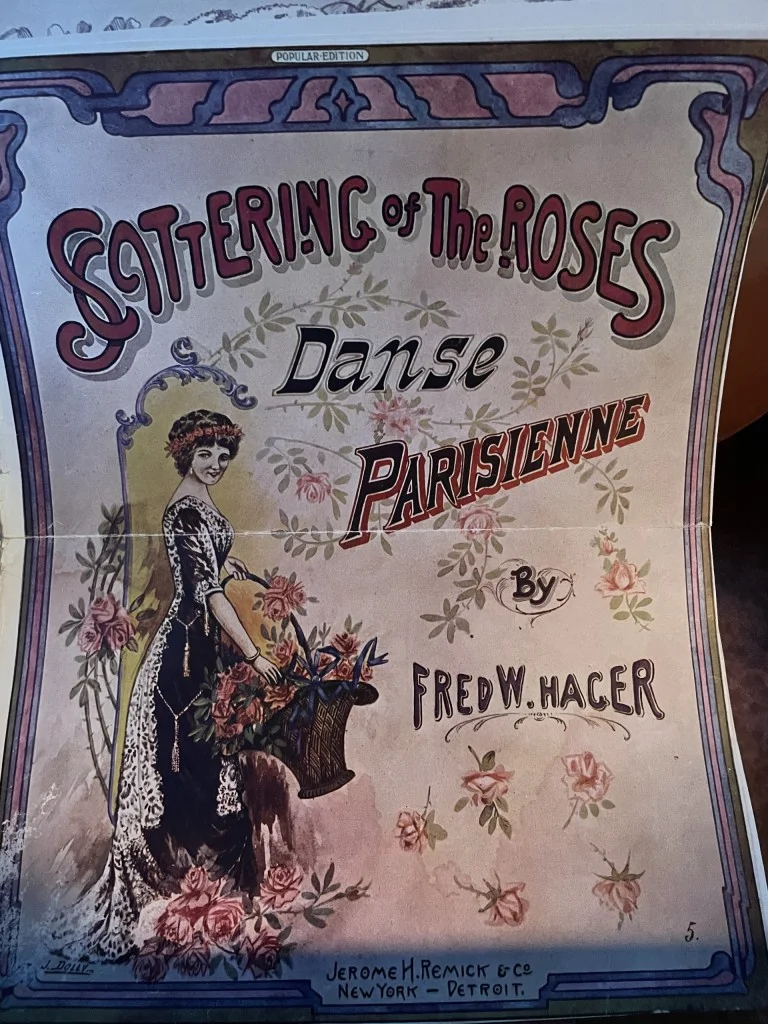 POPULAR-EDITION
SCATTERING of The ROSES
Danse
PARISIENNE
By
FRED W. HAGER
5.
JEROME H. REMICK & CO
NEW YORK - DETROIT.